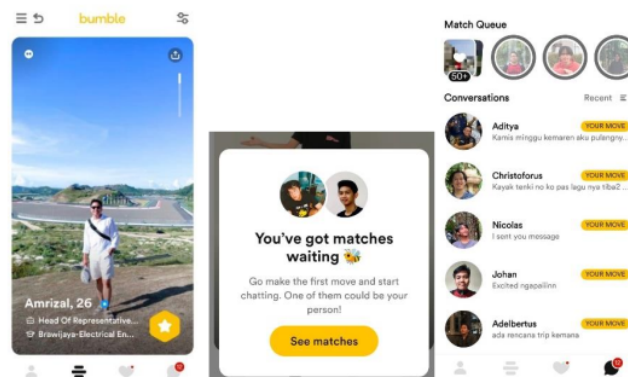 bumble
Amrizal, 26
Head Of Representative...
Brawijaya-Electrical En...
You've got matches
waiting
Go make the first move and start
chatting. One of them could be your
person!
See matches
Match Queue
50+
Conversations
Recent
Aditya
YOUR MOVE
Kamis minggu kemaren aku pulangny...
Christoforus
YOUR MOVE
Kayak tenki no ko pas lagu nya tiba2 ...
Nicolas
YOUR MOVE
I sent you message
Johan
YOUR MOVE
Excited ngapailinn
Adelbertus
YOUR MOVE
ada rencana trip kemana